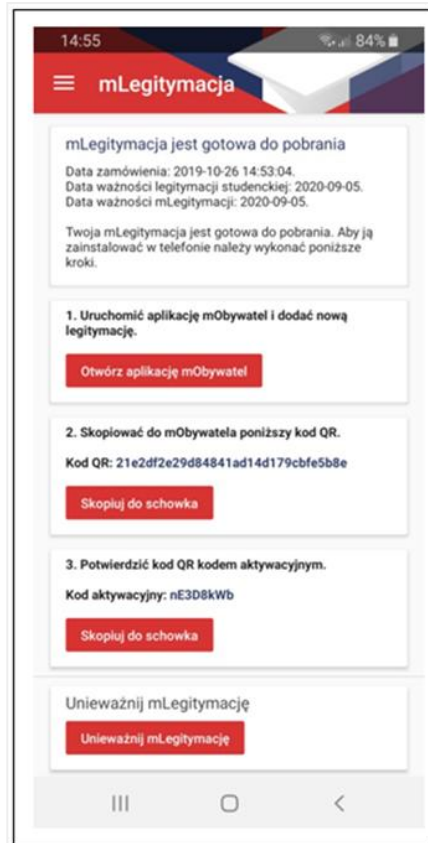 14:55 84%
mLegitymacja
mLegitymacja jest gotowa do pobrania
Data zamówienia: 2019-10-26 14:53:04.
Data ważności legitymacji studenckiej: 2020-09-05.
Data ważności mLegitymacji: 2020-09-05.
Twoja mLegitymacja jest gotowa do pobrania. Aby ją
zainstalować w telefonie należy wykonać poniższe
kroki.
1. Uruchomić aplikację mObywatel i dodać nową
legitymację.
Otwórz aplikację mObywatel
2. Skopiować do mObywatela poniższy kod QR.
Kod QR: 21e2df2e29d84841ad14d179cbfe5b8e
Skopiuj do schowka
3. Potwierdzić kod QR kodem aktywacyjnym.
Kod aktywacyjny: nE3D8kWb
Skopiuj do schowka
Unieważnij mLegitymację
Unieważnij mLegitymację